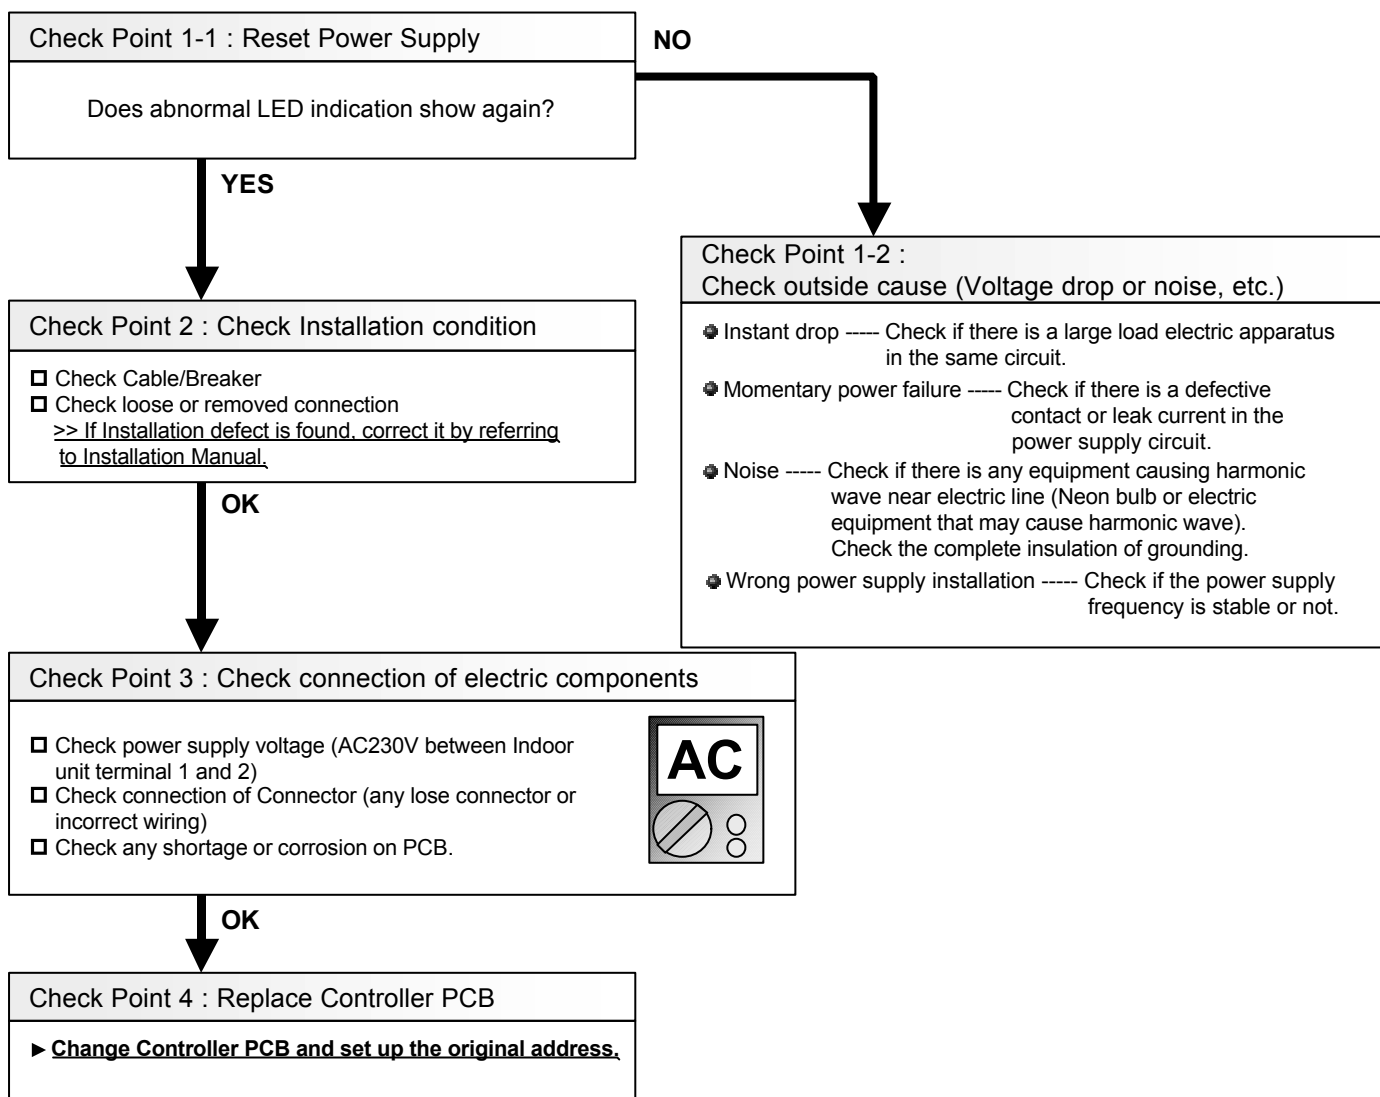 Check Point 1-1 : Reset Power Supply
NO
Does abnormal LED indication show again?
YES
Check Point 1-2 :
Check outside cause (Voltage drop or noise, etc.)
Instant drop ----- Check if there is a large load electric apparatus
in the same circuit.
Momentary power failure ----- Check if there is a defective
contact or leak current in the
power supply circuit.
Noise ----- Check if there is any equipment causing harmonic
wave near electric line (Neon bulb or electric
equipment that may cause harmonic wave).
Check the complete insulation of grounding.
Wrong power supply installation ----- Check if the power supply
frequency is stable or not.
Check Point 2 : Check Installation condition
Check Cable/Breaker
Check loose or removed connection
>> If Installation defect is found, correct it by referring
to Installation Manual.
OK
Check Point 3 : Check connection of electric components
Check power supply voltage (AC230V between Indoor
unit terminal 1 and 2)
Check connection of Connector (any lose connector or
incorrect wiring)
Check any shortage or corrosion on PCB.
AC
OK
Check Point 4 : Replace Controller PCB
► Change Controller PCB and set up the original address.